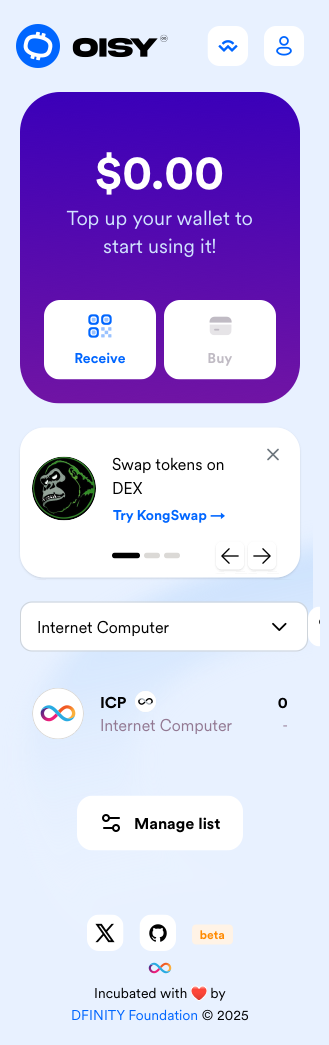 OISY
$0.00
Top up your wallet to
start using it!
Receive
Buy
Swap tokens on
DEX
Try KongSwap →
Internet Computer
ICP
0
Internet Computer
-
Manage list
beta
Incubated with ❤️ by
DFINITY Foundation © 2025